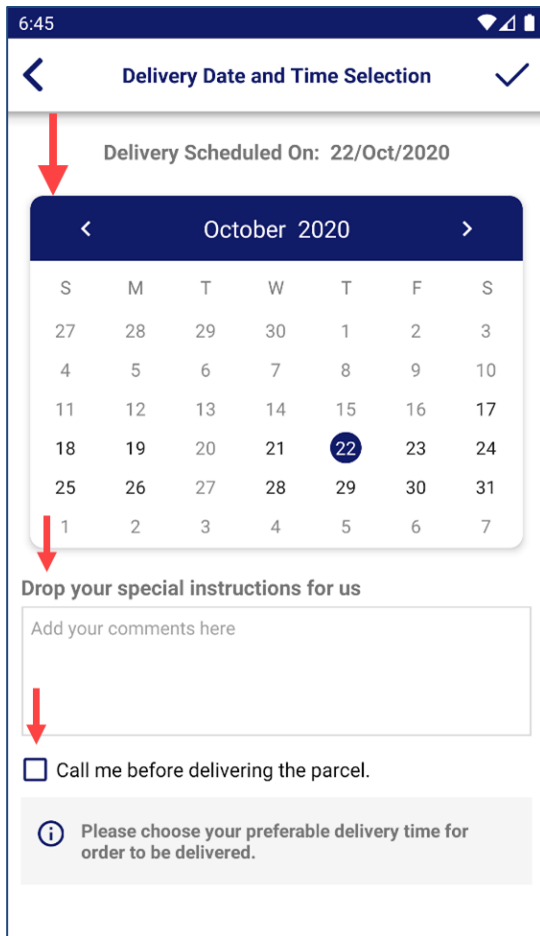 6:45
Delivery Date and Time Selection
Delivery Scheduled On: 22/Oct/2020
October 2020
S M T W T F S
27 28 29 30 1 2 3
4 5 6 7 8 9 10
11 12 13 14 15 16 17
18 19 20 21 22 23 24
25 26 27 28 29 30 31
1 2 3 4 5 6 7
Drop your special instructions for us
Add your comments here
Call me before delivering the parcel.
Please choose your preferable delivery time for
order to be delivered.